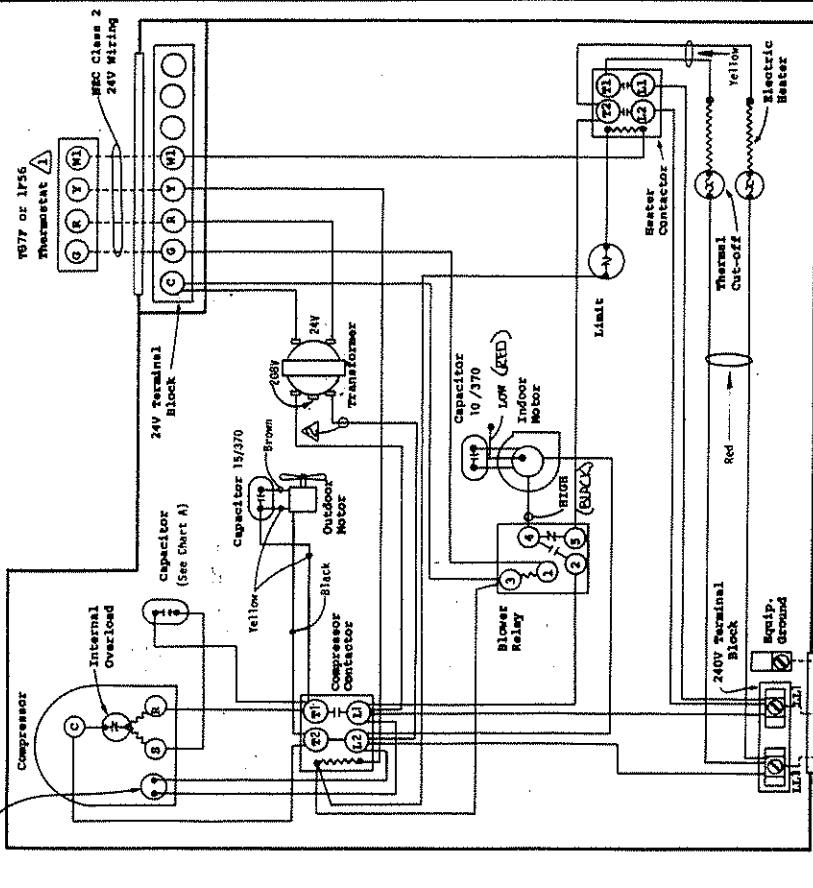 Compressor
Internal
Overload
C
S
R
Capacitor
(See Chart A)
Capacitor 15/370
Brown
Yellow
Outdoor
Motor
Black
Compressor
Contactor
T2
T1
L2
L1
TG7F or 1F56
Thermostat 1
NEC Class 2
24V Wiring
G
R
Y
W1
C
G
R
Y
W1
24V Terminal
Block
208V
24V
Transformer
Capacitor
10 /370
LOW (RED)
Indoor
Motor
HIGH
(BLACK)
Blower
Relay
3
1
4
5
2
Limit
Heater
Contactor
T2
T1
L2
L1
Yellow
Electric
Heater
Thermal
Cut-off
Red
240V Terminal
Block
Equip.
Ground
LL1